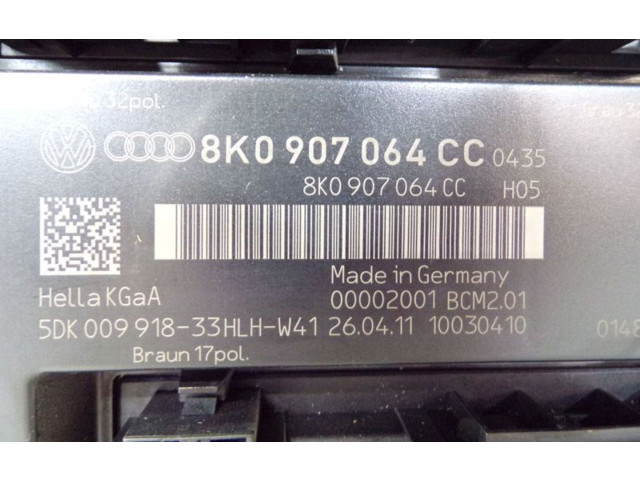 32pol.
8K0 907 064 CC 0435
8K0 907 064 CC H05
Made in Germany
Hella KGaA 00002001 BCM2.01
5DK 009 918-33HLH-W41 26.04.11 10030410 0148
Braun 17pol.